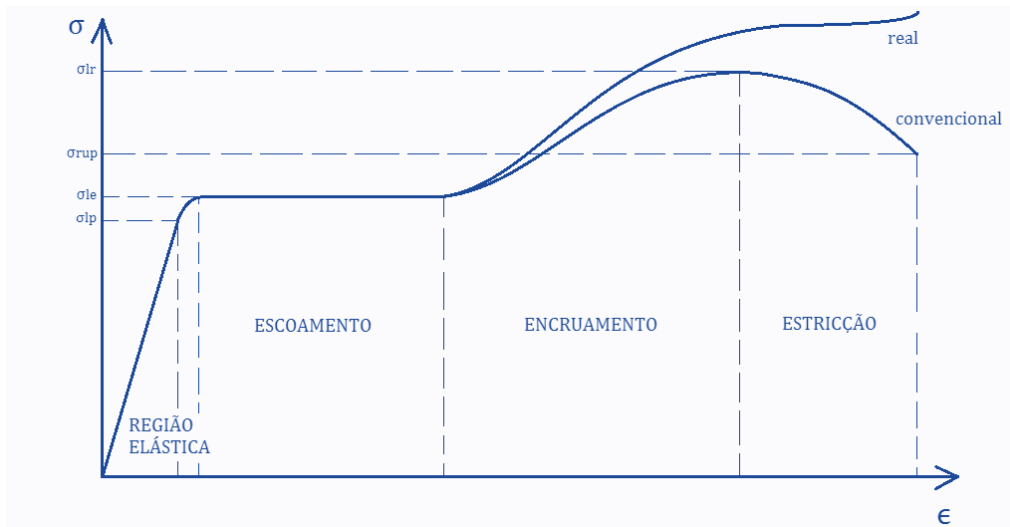 σ
real
σlr
convencional
σrup
σle
σlp
ESCOAMENTO
ENCRUAMENTO
ESTRICÇÃO
REGIÃO
ELÁSTICA
ϵ